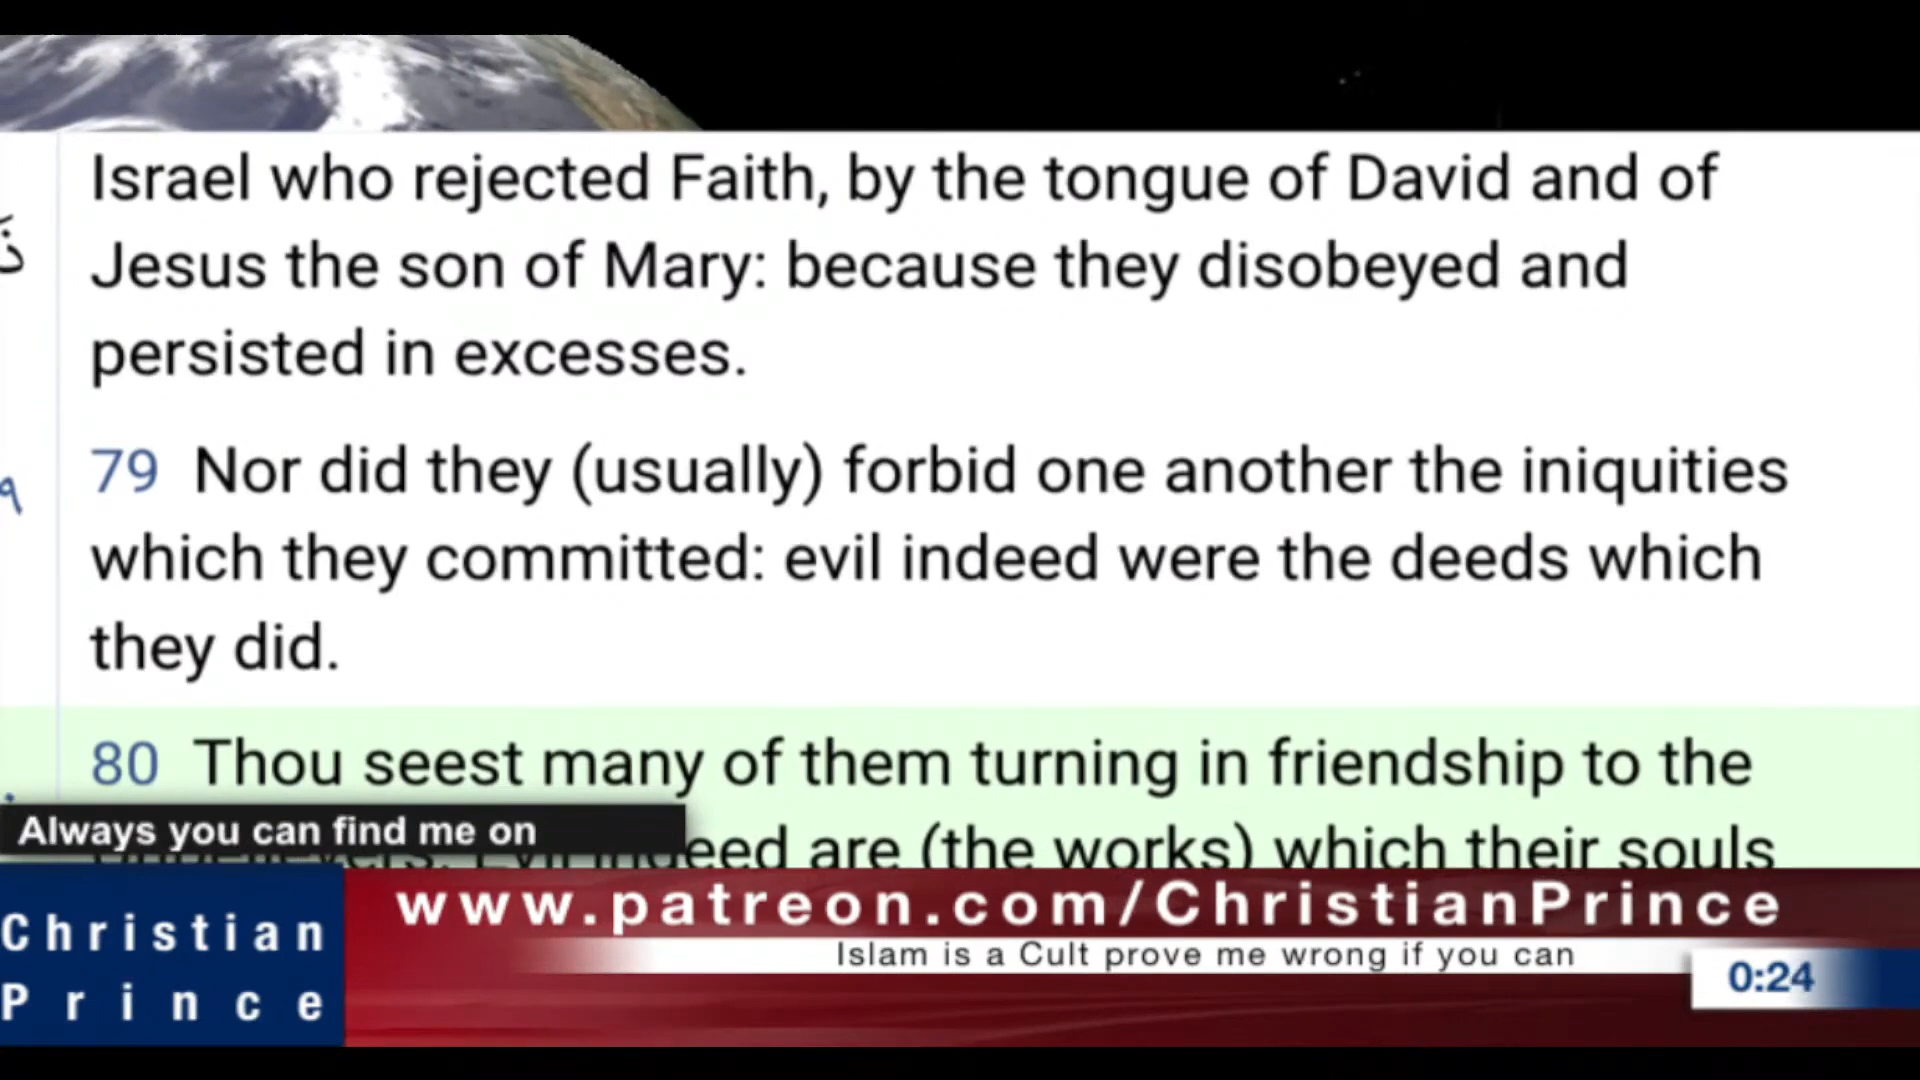 Israel who rejected Faith, by the tongue of David and of
Jesus the son of Mary: because they disobeyed and
persisted in excesses.
79 Nor did they (usually) forbid one another the iniquities
which they committed: evil indeed were the deeds which
they did.
80 Thou seest many of them turning in friendship to the
indeed are (the works) which their souls
Always you can find me on
Christian
Prince
www.patreon.com/ChristianPrince
Islam is a Cult prove me wrong if you can
0:24